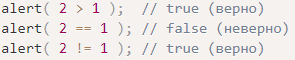 alert( 2 > 1 );  // true (верно)
alert( 2 == 1 ); // false (неверно)
alert( 2 != 1 ); // true (верно)